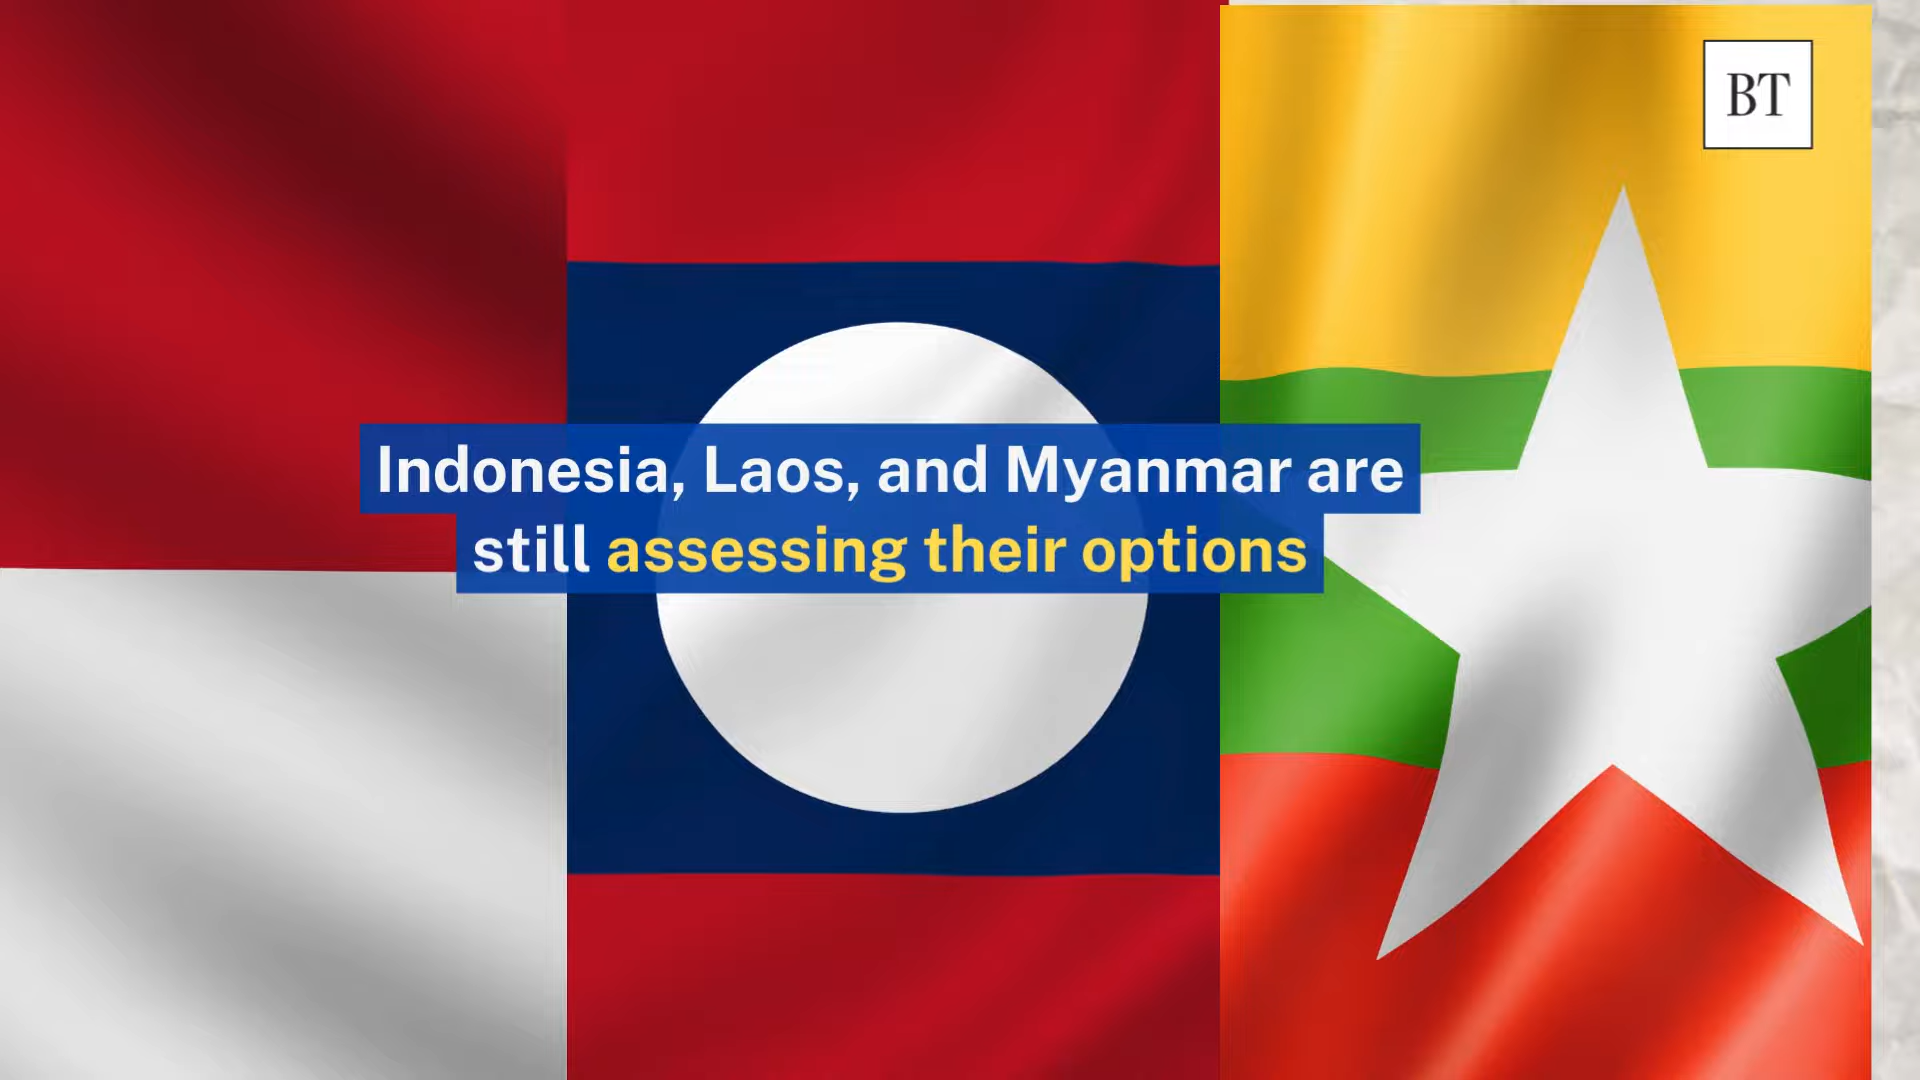 BT
Indonesia, Laos, and Myanmar are
still assessing their options